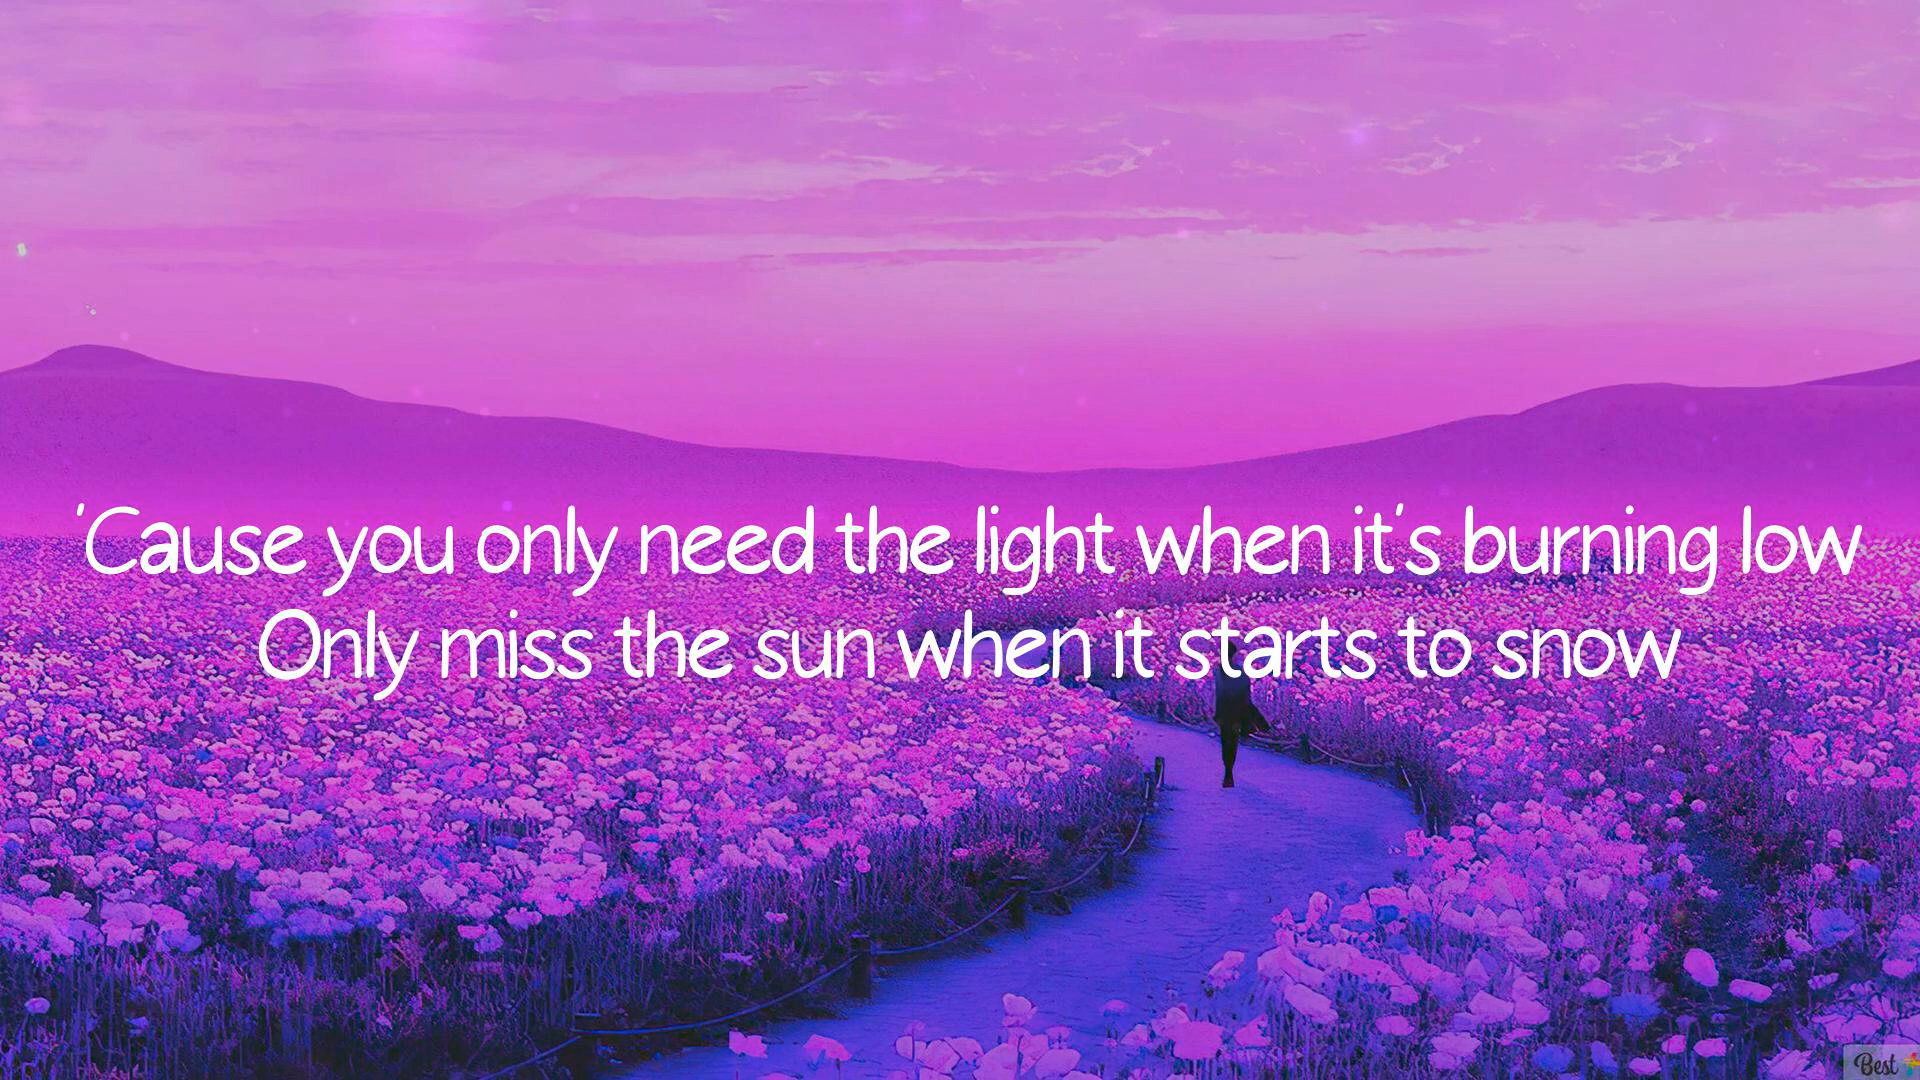 'Cause you only need the light when it's burning low
Only miss the sun when it starts to snow
Best